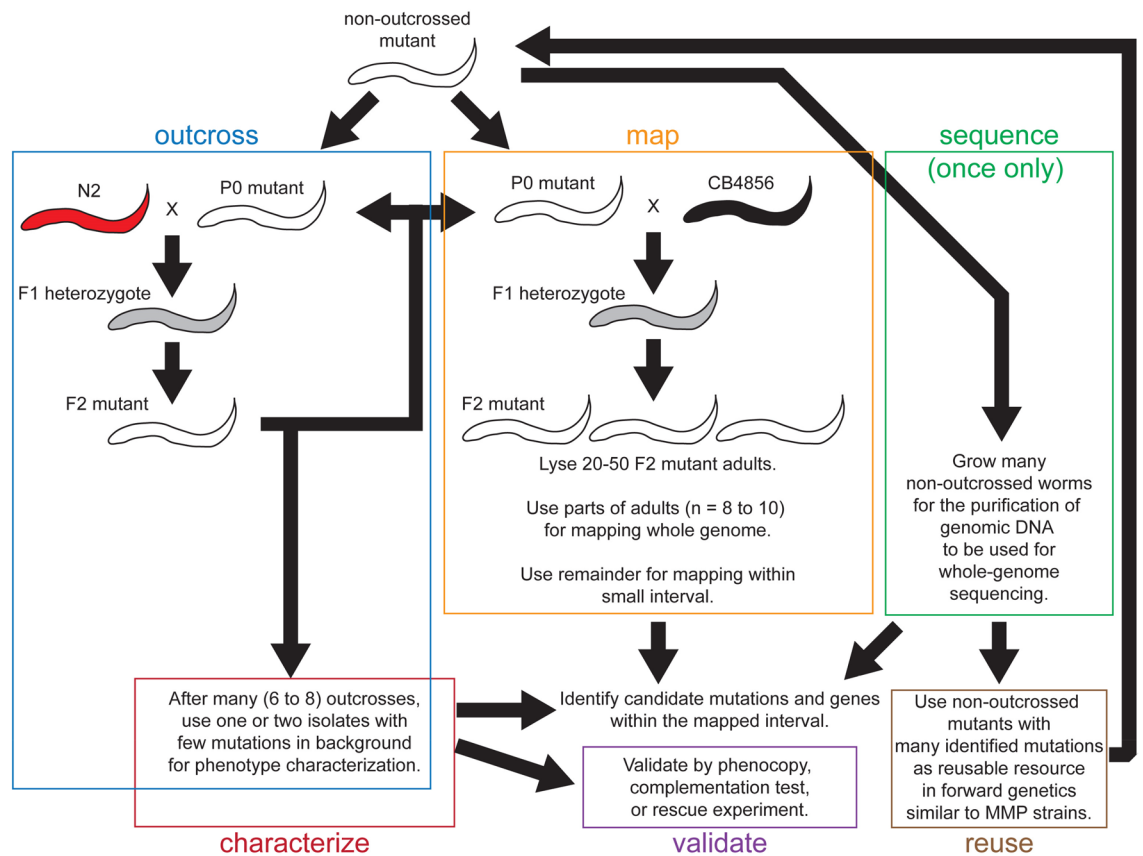 non-outcrossed
mutant
outcross
N2
X
P0 mutant
F1 heterozygote
F2 mutant
map
P0 mutant
X
CB4856
F1 heterozygote
F2 mutant
Lyse 20-50 F2 mutant adults.
Use parts of adults (n = 8 to 10)
for mapping whole genome.
Use remainder for mapping within
small interval.
sequence
(once only)
Grow many
non-outcrossed worms
for the purification of
genomic DNA
to be used for
whole-genome
sequencing.
After many (6 to 8) outcrosses,
use one or two isolates with
few mutations in background
for phenotype characterization.
characterize
Identify candidate mutations and genes
within the mapped interval.
Validate by phenocopy,
complementation test,
or rescue experiment.
validate
Use non-outcrossed
mutants with
many identified mutations
as reusable resource
in forward genetics
similar to MMP strains.
reuse